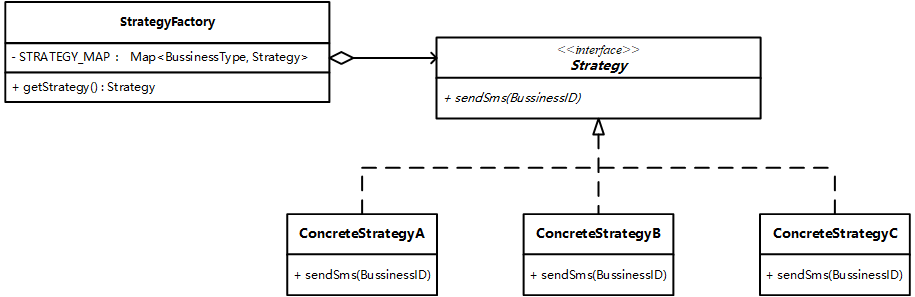 StrategyFactory
- STRATEGY_MAP : Map<BussinessType, Strategy>
+ getStrategy() : Strategy
<<interface>>
Strategy
+ sendSms(BussinessID)
ConcreteStrategyA
+ sendSms(BussinessID)
ConcreteStrategyB
+ sendSms(BussinessID)
ConcreteStrategyC
+ sendSms(BussinessID)